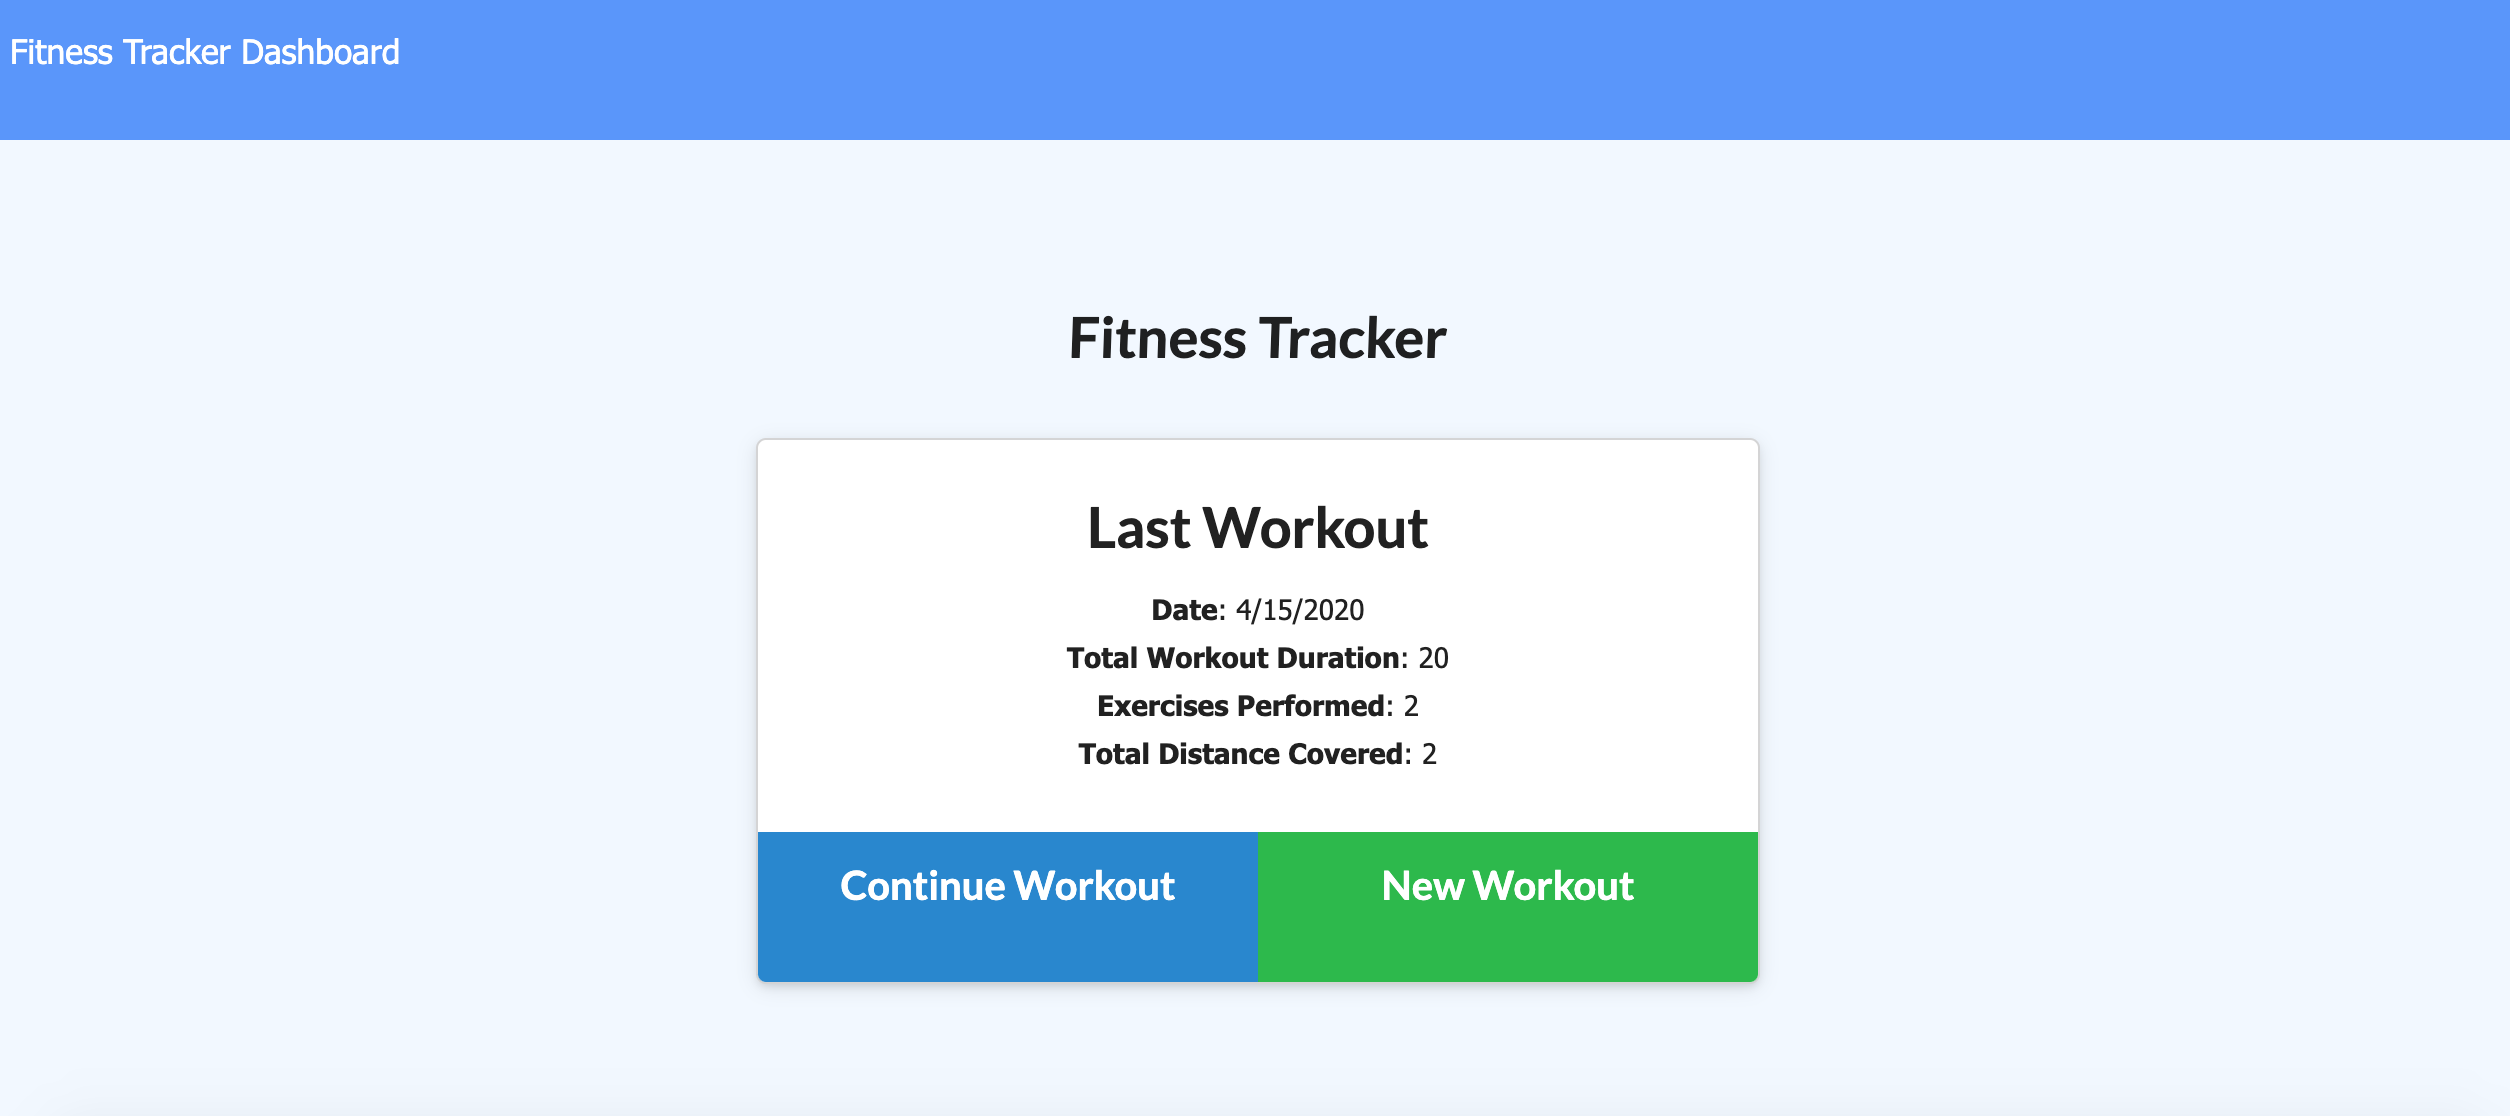 Fitness Tracker Dashboard
Fitness Tracker
Last Workout
Date: 4/15/2020
Total Workout Duration: 20
Exercises Performed: 2
Total Distance Covered: 2
Continue Workout
New Workout